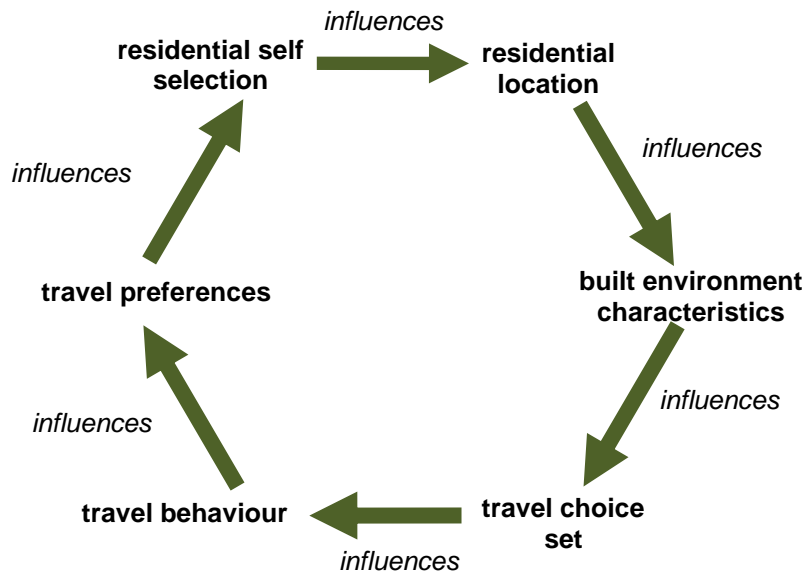 influences
residential self
selection
residential
location
influences
influences
travel preferences
built environment
characteristics
influences
influences
travel behaviour
travel choice
set
influences